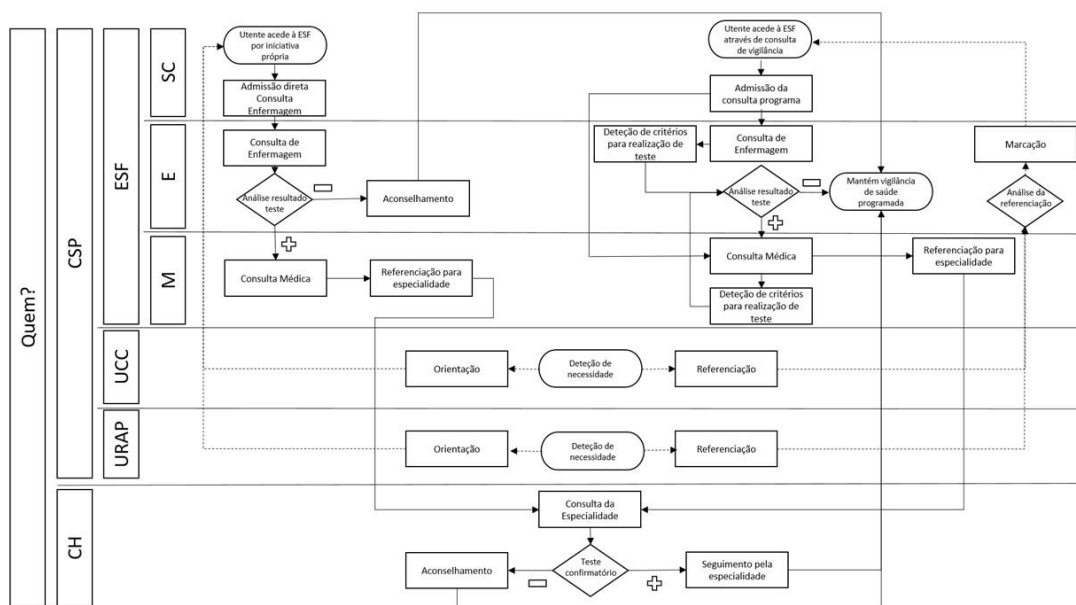 Quem?
CSP
ESF
SC
E
M
UCC
URAP
CH
Utente acede à ESF
por iniciativa
própria
Admissão direta
Consulta
Enfermagem
Consulta de
Enfermagem
Análise resultado
teste
Aconselhamento
Consulta Médica
Referenciação para
especialidade
Utente acede à ESF
através de consulta
de vigilância
Admissão da
consulta programa
Deteção de critérios
para realização de
teste
Consulta de
Enfermagem
Análise resultado
teste
Mantém vigilância
de saúde
programada
Marcação
Análise da
referenciação
Consulta Médica
Referenciação para
especialidade
Deteção de critérios
para realização de
teste
Orientação
Deteção de
necessidade
Referenciação
Orientação
Deteção de
necessidade
Referenciação
Consulta da
Especialidade
Aconselhamento
Teste
confirmatório
Seguimento pela
especialidade